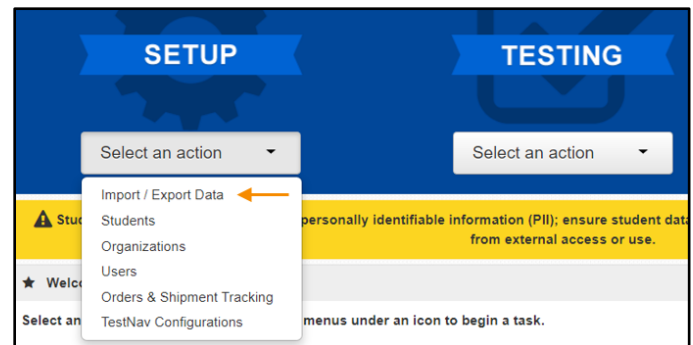 SETUP
TESTING
Select an action
Select an action
Import / Export Data
Students
Organizations
Users
Orders & Shipment Tracking
TestNav Configurations
Stu
personally identifiable information (PII); ensure student data
from external access or use.
Welc
Select an
menus under an icon to begin a task.